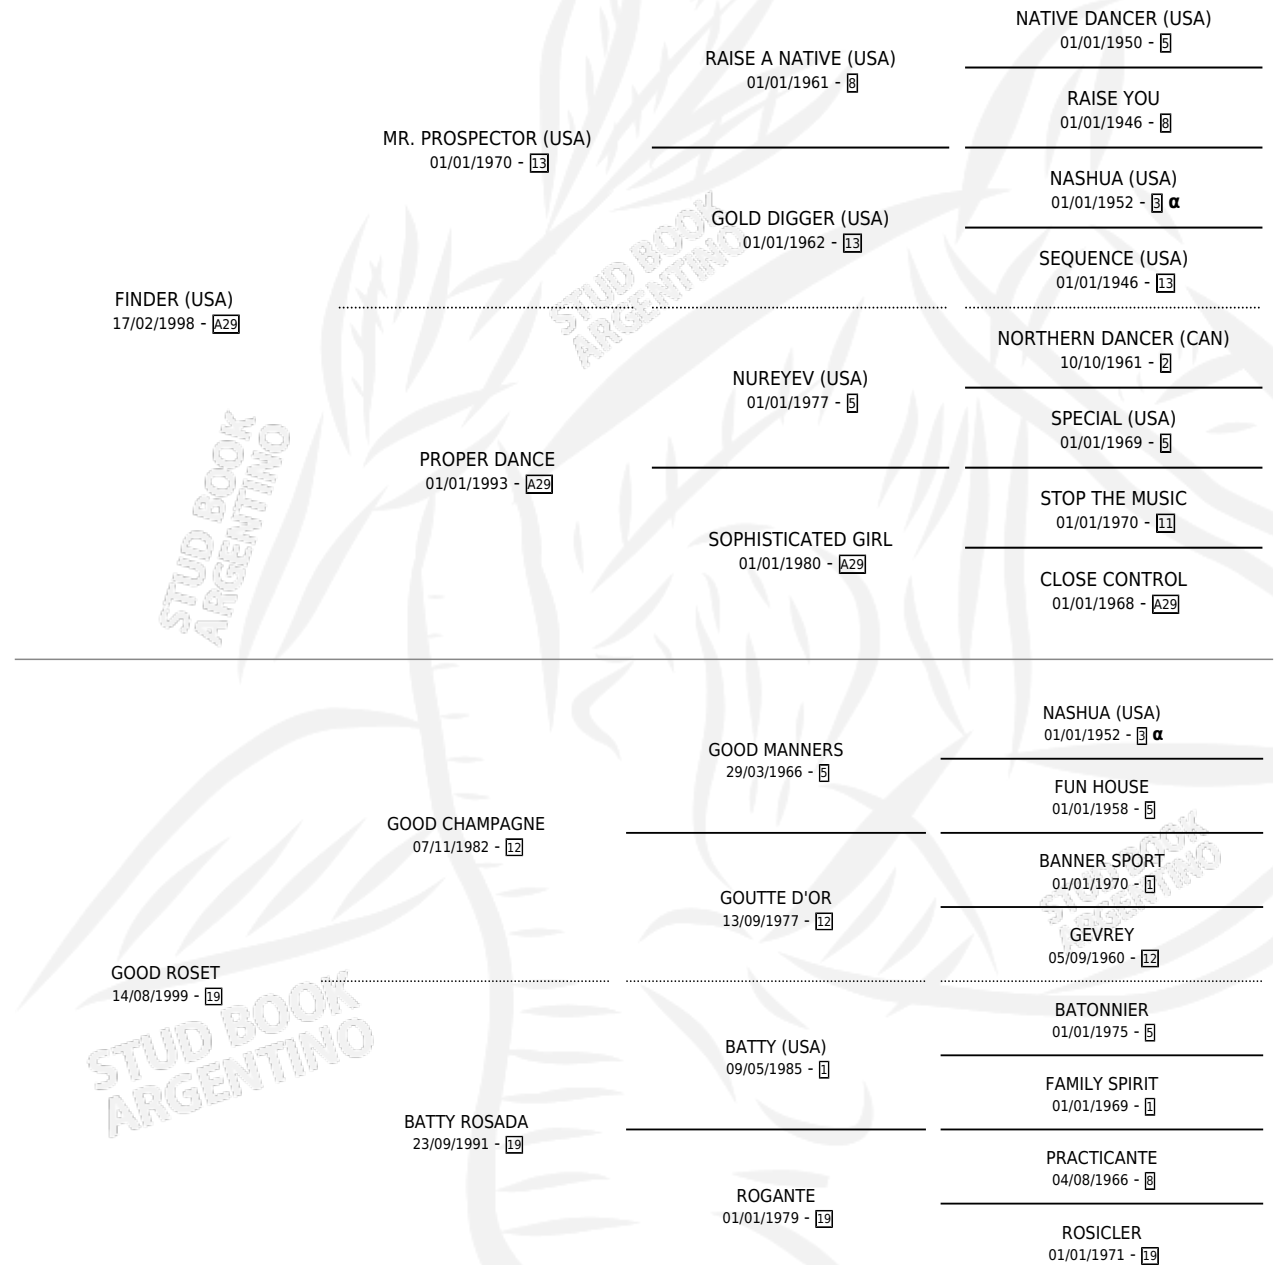 NATIVE DANCER (USA)
01/01/1950 - 5
RAISE A NATIVE (USA)
01/01/1961 - 8
RAISE YOU
01/01/1946 - 8
MR. PROSPECTOR (USA)
01/01/1970 - 13
NASHUA (USA)
01/01/1952 - 3 α
GOLD DIGGER (USA)
01/01/1962 - 13
SEQUENCE (USA)
01/01/1946 - 13
FINDER (USA)
17/02/1998 - A29
NORTHERN DANCER (CAN)
10/10/1961 - 2
NUREYEV (USA)
01/01/1977 - 5
SPECIAL (USA)
01/01/1969 - 5
PROPER DANCE
01/01/1993 - A29
STOP THE MUSIC
01/01/1970 - 11
SOPHISTICATED GIRL
01/01/1980 - A29
CLOSE CONTROL
01/01/1968 - A29
NASHUA (USA)
01/01/1952 - 3 α
GOOD MANNERS
29/03/1966 - 5
FUN HOUSE
01/01/1958 - 5
GOOD CHAMPAGNE
07/11/1982 - 12
BANNER SPORT
01/01/1970 - 1
GOUTTE D'OR
13/09/1977 - 12
GEVREY
05/09/1960 - 12
GOOD ROSET
14/08/1999 - 19
BATONNIER
01/01/1975 - 5
BATTY (USA)
09/05/1985 - 1
FAMILY SPIRIT
01/01/1969 - 1
BATTY ROSADA
23/09/1991 - 19
PRACTICANTE
04/08/1966 - 8
ROGANTE
01/01/1979 - 19
ROSICLER
01/01/1971 - 19
STUD BOOK
ARGENTINO
STUD BOOK
ARGENTINO
STUD BOOK
ARGENTINO
STUD BOOK
ARGENTINO